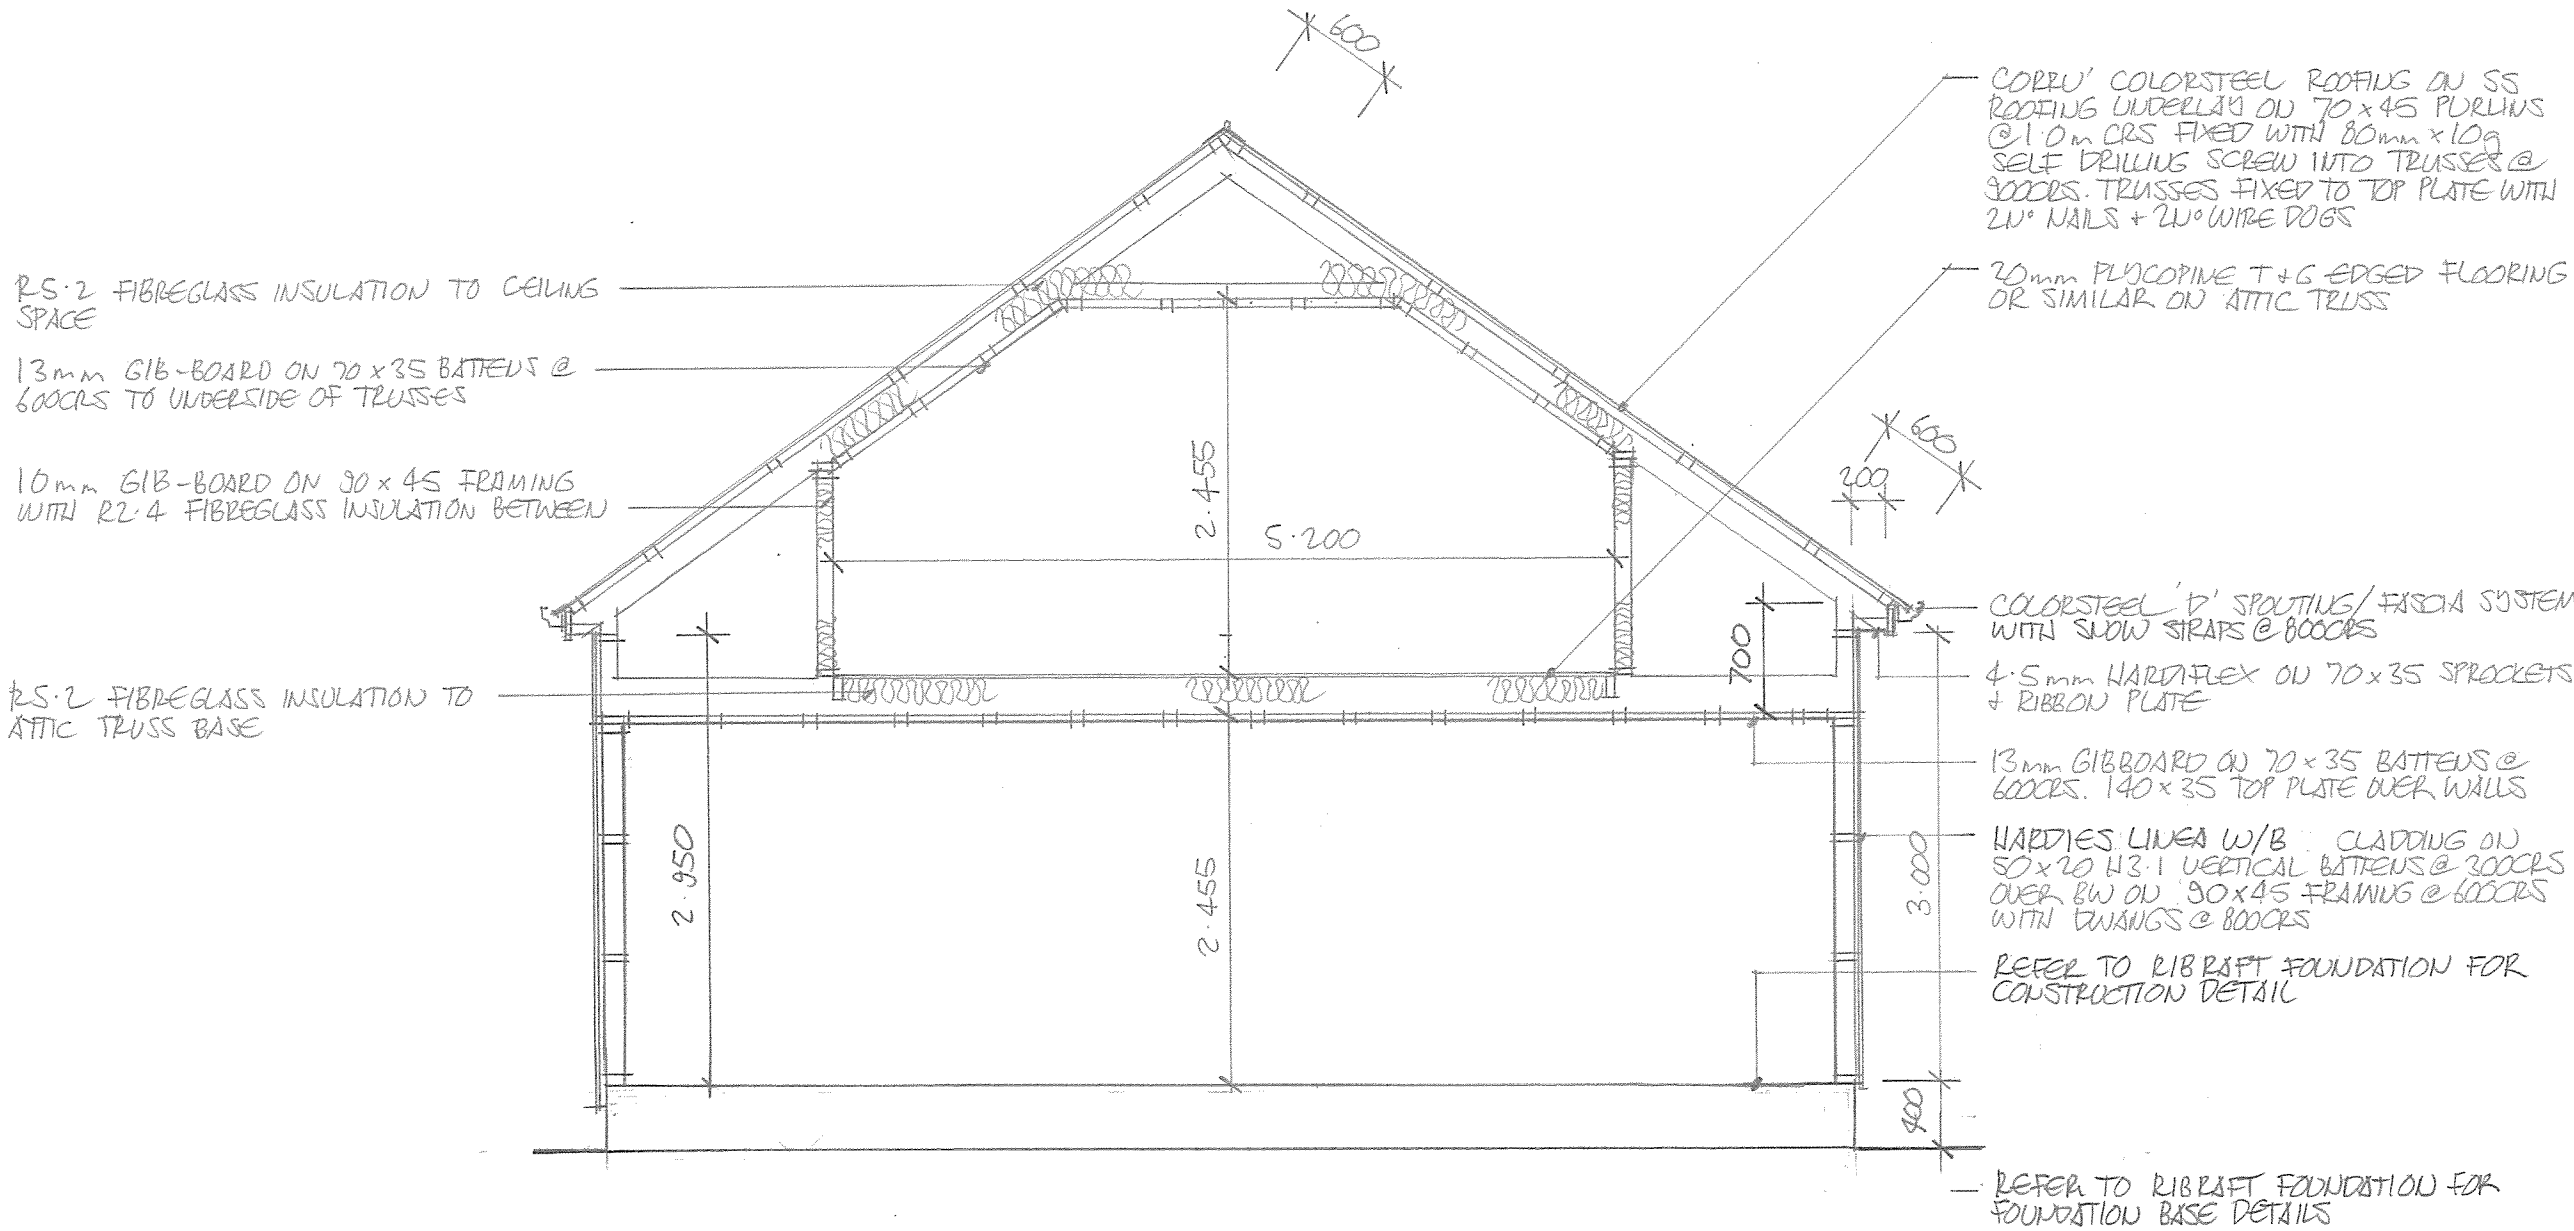 600
CORRU' COLORSTEEL ROOFING ON SS
ROOFING UNDERLAY ON 70 x 45 PURLINS
@ 1.0m CRS FIXED WITH 80mm x 10g
SELF DRILLING SCREW INTO TRUSSES @
900CRS. TRUSSES FIXED TO TOP PLATE WITH
2N° NAILS + 2N° WIRE DOGS
20mm PLYCOPINE T+G EDGED FLOORING
OR SIMILAR ON ATTIC TRUSS
R5.2 FIBREGLASS INSULATION TO CEILING
SPACE
13mm GIB-BOARD ON 70 x 35 BATTENS @
600CRS TO UNDERSIDE OF TRUSSES
10mm GIB-BOARD ON 90 x 45 FRAMING
WITH R2.4 FIBREGLASS INSULATION BETWEEN
R5.2 FIBREGLASS INSULATION TO
ATTIC TRUSS BASE
2.455
5.200
600
200
700
2.950
2.455
3.000
400
COLORSTEEL 'D' SPOUTING/FASCIA SYSTEM
WITH SNOW STRAPS @ 800CRS
4.5mm HARDIFLEX ON 70 x 35 SPROCKETS
+ RIBBON PLATE
13mm GIBBOARD ON 70 x 35 BATTENS @
600CRS. 140 x 35 TOP PLATE OVER WALLS
HARDIES LINEA W/B CLADDING ON
50 x 20 H3.1 VERTICAL BATTENS @ 300CRS
OVER BW ON 90 x 45 FRAMING @ 600CRS
WITH DWANGS @ 800CRS
REFER TO RIBRAFT FOUNDATION FOR
CONSTRUCTION DETAIL
REFER TO RIBRAFT FOUNDATION FOR
FOUNDATION BASE DETAILS